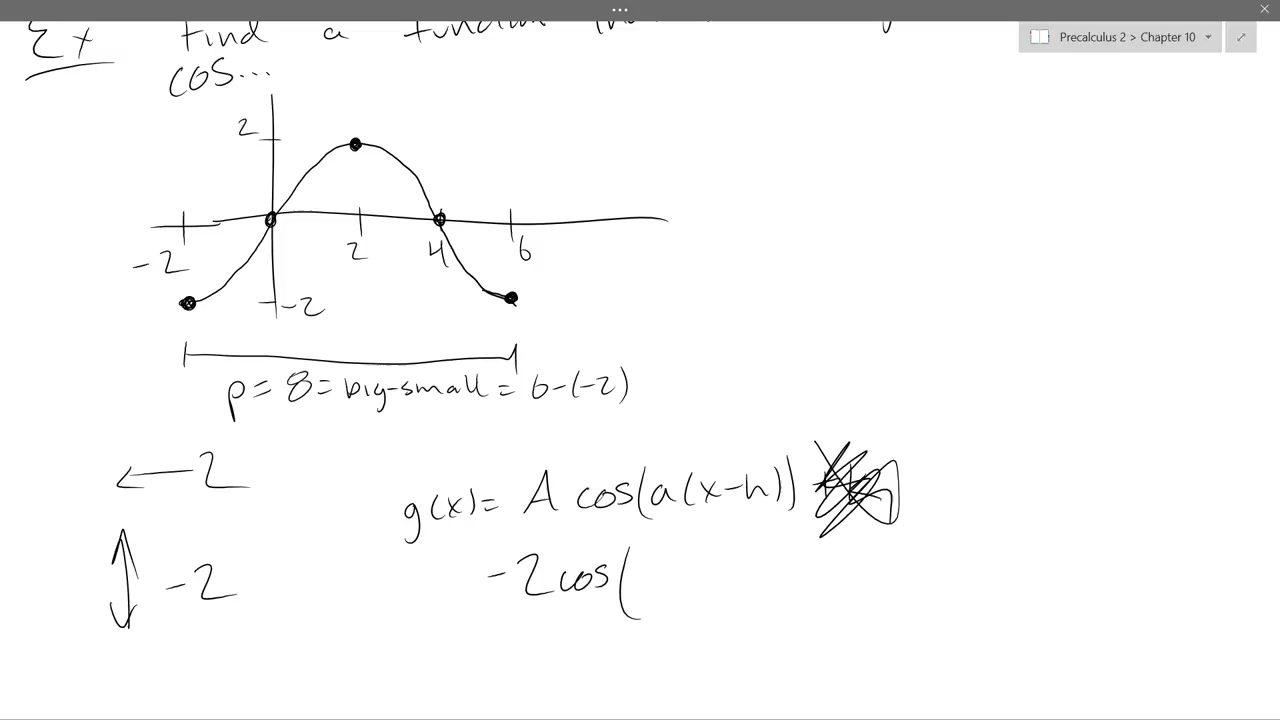 Ex Find a function
Precalculus 2 > Chapter 10
cos...
2
-2 2 4 6
-2
p = 8 = big-small = 6-(-2)
← 2
g(x) = A cos(a(x-h))
↕ -2
-2cos(